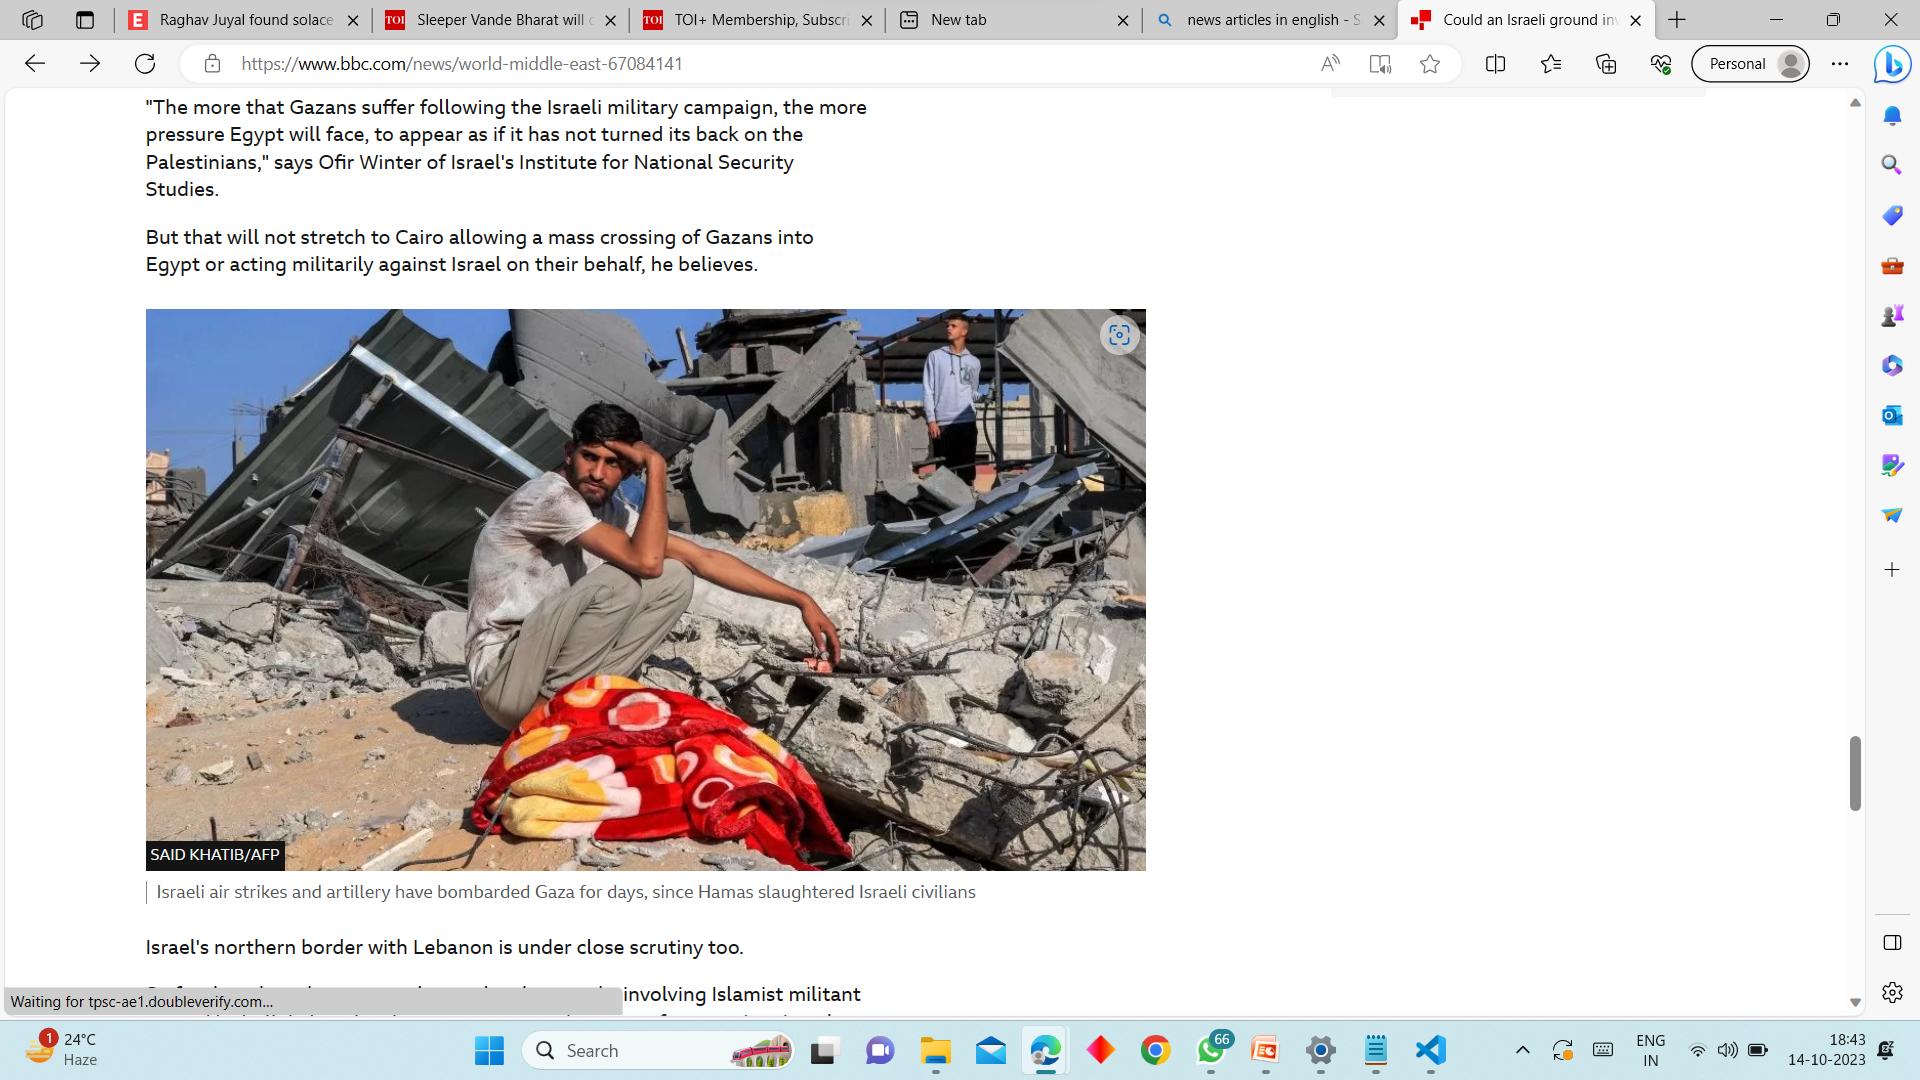 Raghav Juyal found solace
TOI
Sleeper Vande Bharat will c
TOI
TOI+ Membership, Subscri
New tab
news articles in english - S
Could an Israeli ground inv
https://www.bbc.com/news/world-middle-east-67084141
Personal
"The more that Gazans suffer following the Israeli military campaign, the more
pressure Egypt will face, to appear as if it has not turned its back on the
Palestinians," says Ofir Winter of Israel's Institute for National Security
Studies.
But that will not stretch to Cairo allowing a mass crossing of Gazans into
Egypt or acting militarily against Israel on their behalf, he believes.
SAID KHATIB/AFP
Israeli air strikes and artillery have bombarded Gaza for days, since Hamas slaughtered Israeli civilians
Israel's northern border with Lebanon is under close scrutiny too.
involving Islamist militant
Waiting for tpsc-ae1.doubleverify.com...
1
24°C
Haze
Search
66
ENG
IN
18:43
14-10-2023